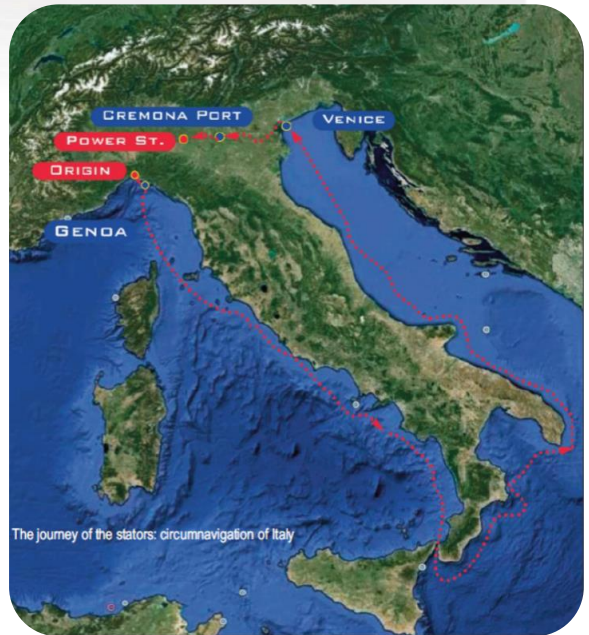 CREMONA PORT
VENICE
POWER ST.
ORIGIN
GENOA
The journey of the stators: circumnavigation of Italy